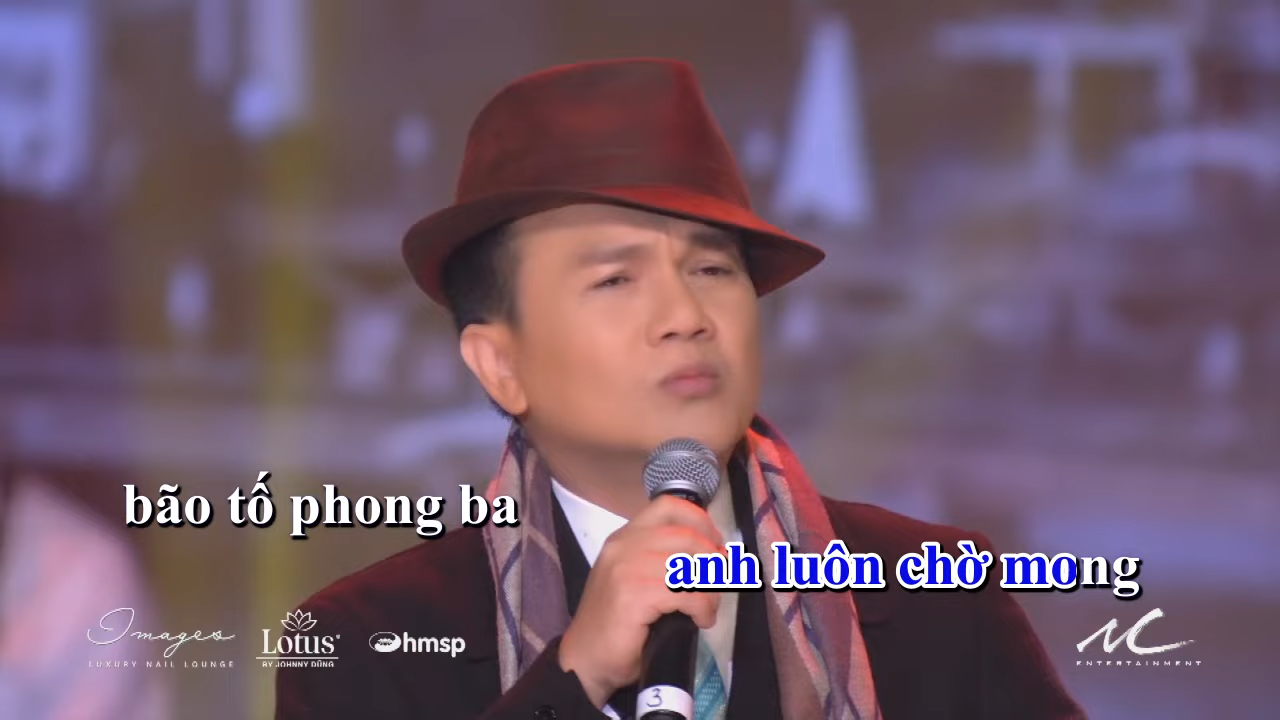 bão tố phong ba
anh luôn chờ mong
Images
LUXURY NAIL LOUNGE
Lotus
BY JOHNNY DŨNG
hmsp
MC
ENTERTAINMENT
3